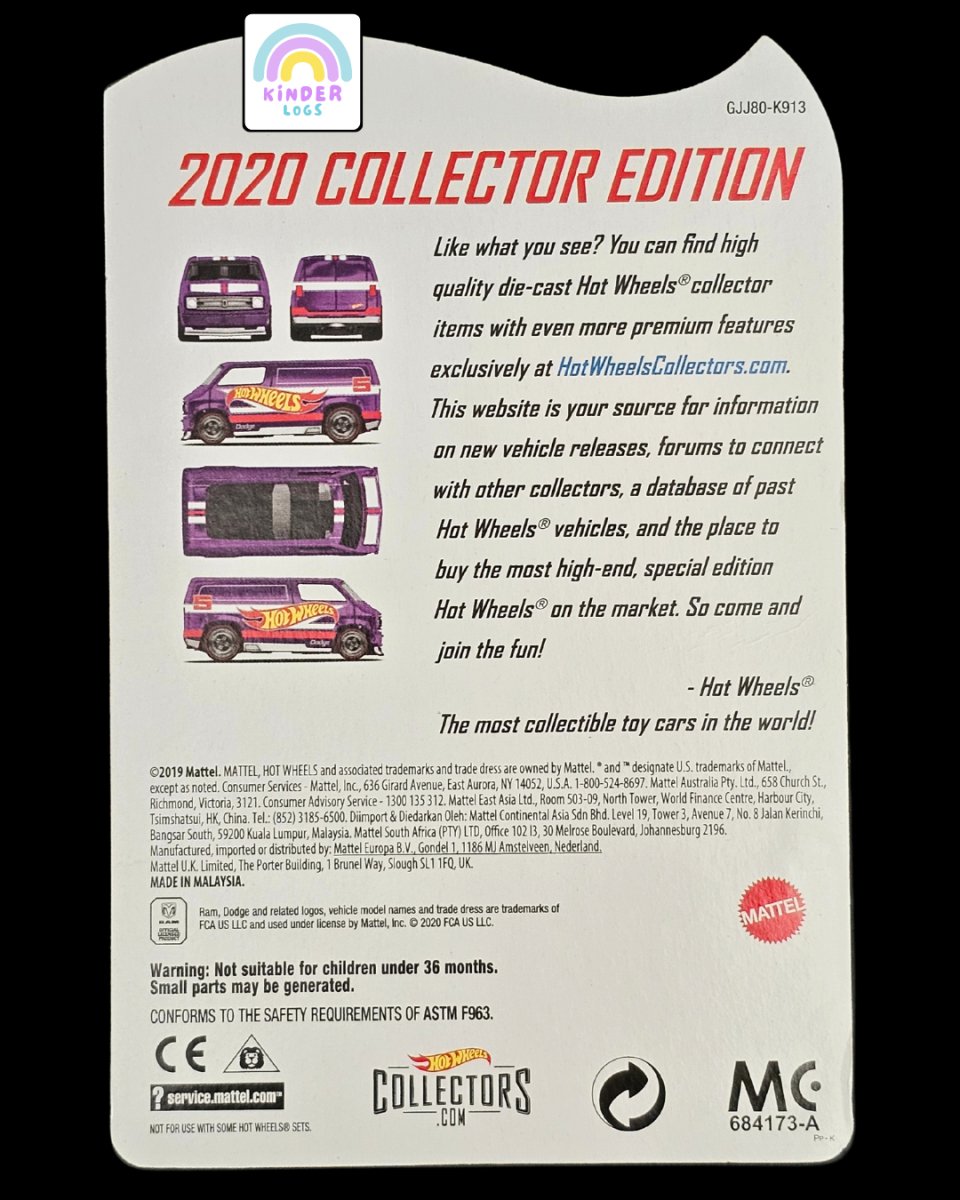 KiNDER
LOGS
GJJ80-K913
2020 COLLECTOR EDITION
Like what you see? You can find high
quality die-cast Hot Wheels® collector
items with even more premium features
exclusively at HotWheelsCollectors.com.
This website is your source for information
on new vehicle releases, forums to connect
with other collectors, a database of past
Hot Wheels® vehicles, and the place to
buy the most high-end, special edition
Hot Wheels® on the market. So come and
join the fun!
- Hot Wheels®
The most collectible toy cars in the world!
HOT WHEELS
5
Dodge
5
HOT WHEELS
Dodge
©2019 Mattel. MATTEL, HOT WHEELS and associated trademarks and trade dress are owned by Mattel. ® and ™ designate U.S. trademarks of Mattel.,
except as noted. Consumer Services - Mattel, Inc., 636 Girard Avenue, East Aurora, NY 14052, U.S.A. 1-800-524-8697. Mattel Australia Pty. Ltd., 658 Church St.,
Richmond, Victoria, 3121. Consumer Advisory Service - 1300 135 312. Mattel East Asia Ltd., Room 503-09, North Tower, World Finance Centre, Harbour City,
Tsimshatsui, HK, China. Tel.: (852) 3185-6500. Diimport & Diedarkan Oleh: Mattel Continental Asia Sdn Bhd. Level 19, Tower 3, Avenue 7, No. 8 Jalan Kerinchi,
Bangsar South, 59200 Kuala Lumpur, Malaysia. Mattel South Africa (PTY) LTD, Office 102 I3, 30 Melrose Boulevard, Johannesburg 2196.
Manufactured, imported or distributed by: Mattel Europa B.V., Gondel 1, 1186 MJ Amstelveen, Nederland.
Mattel U.K. Limited, The Porter Building, 1 Brunel Way, Slough SL1 1FQ, UK.
MADE IN MALAYSIA.
RAM
OFFICIAL
LICENSED
PRODUCT
Ram, Dodge and related logos, vehicle model names and trade dress are trademarks of
FCA US LLC and used under license by Mattel, Inc. © 2020 FCA US LLC.
MATTEL
Warning: Not suitable for children under 36 months.
Small parts may be generated.
CONFORMS TO THE SAFETY REQUIREMENTS OF ASTM F963.
CE
? service.mattel.com™
NOT FOR USE WITH SOME HOT WHEELS® SETS.
HOT WHEELS
COLLECTORS
.COM
MC
684173-A
PP-K